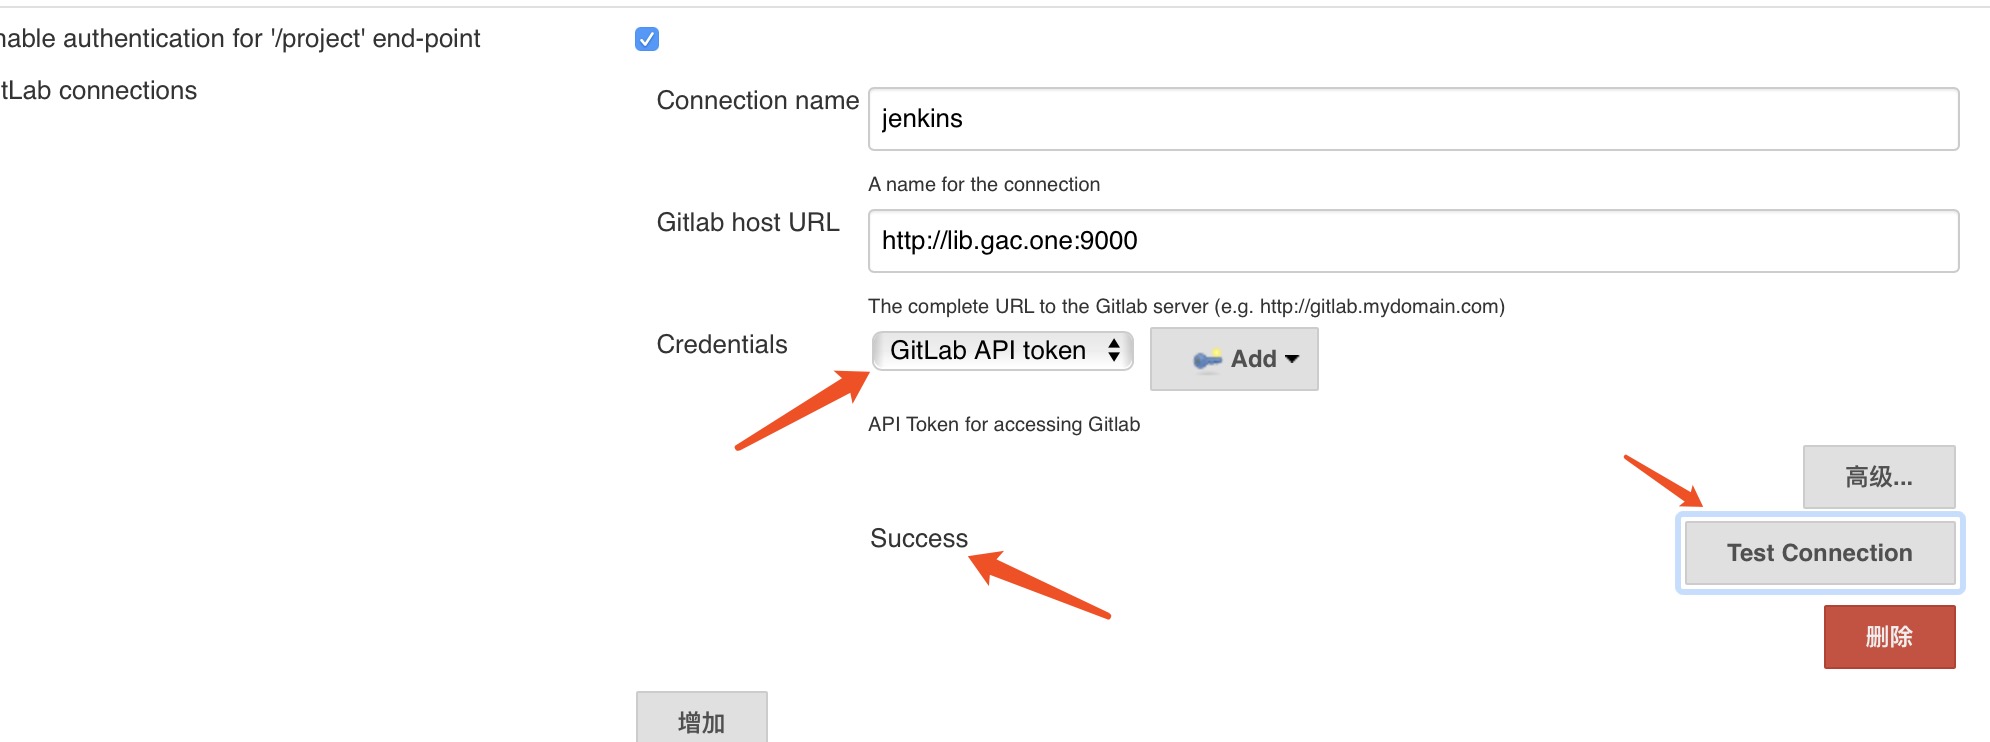 nable authentication for '/project' end-point
tLab connections
Connection name
jenkins
A name for the connection
Gitlab host URL
http://lib.gac.one:9000
The complete URL to the Gitlab server (e.g. http://gitlab.mydomain.com)
Credentials
GitLab API token
Add
API Token for accessing Gitlab
高级...
Success
Test Connection
删除
增加